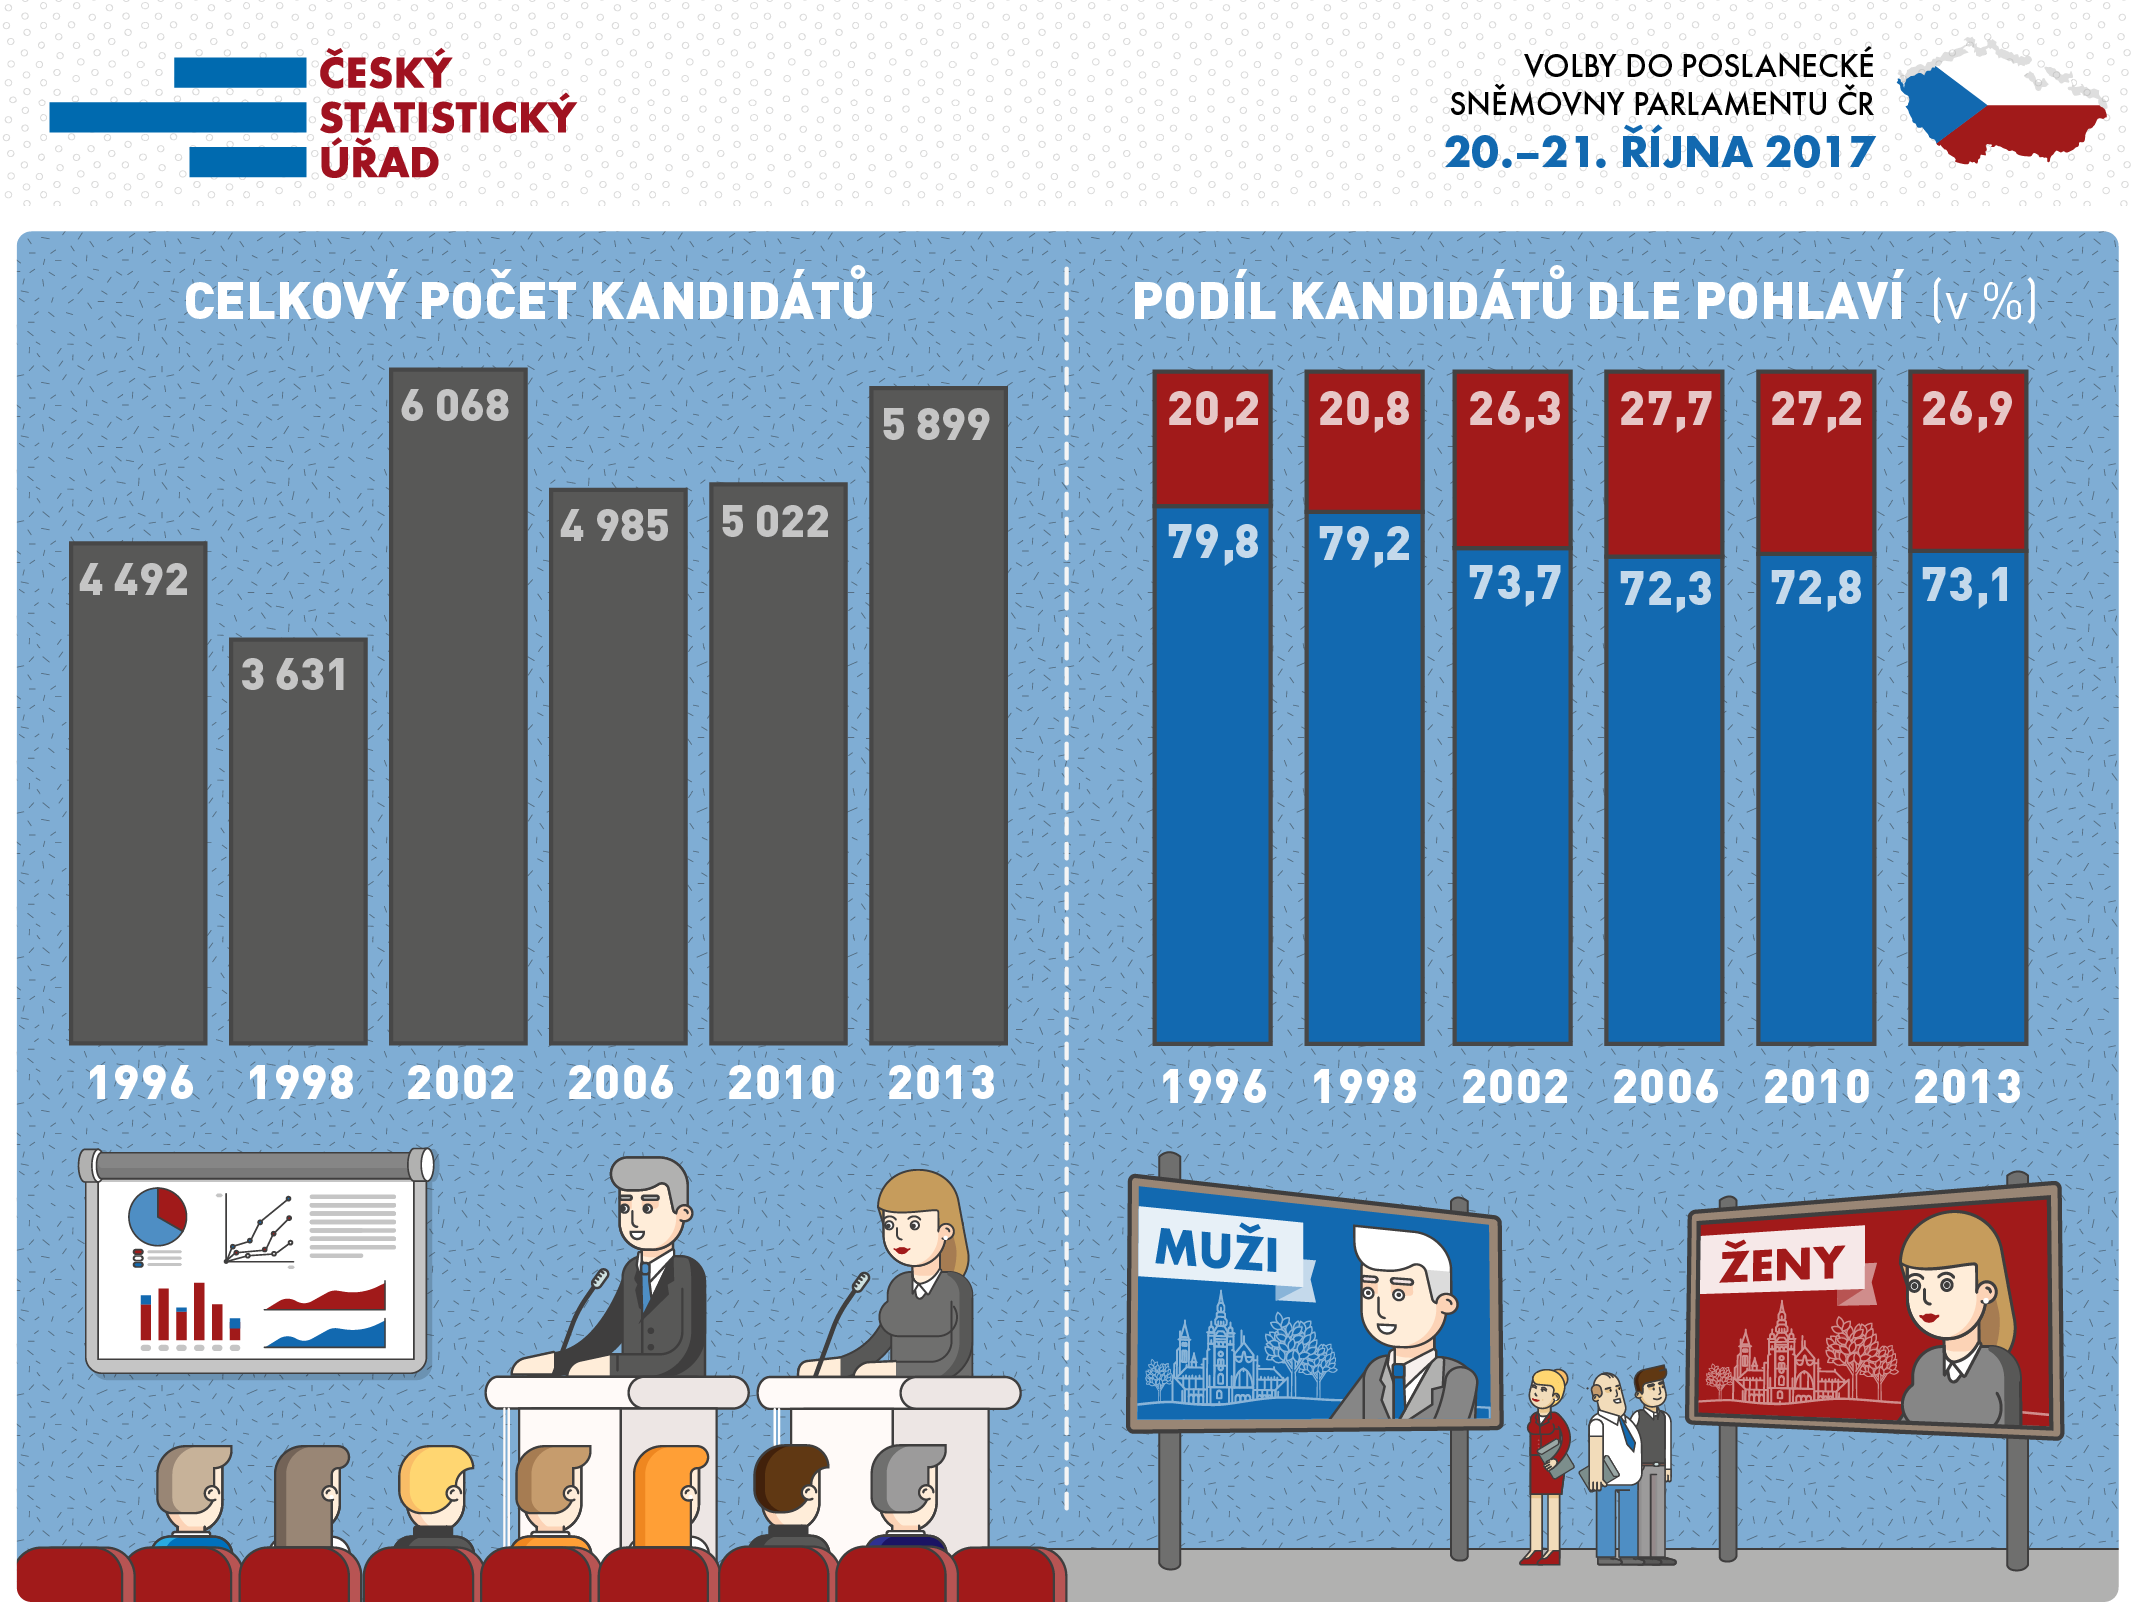 ČESKÝ
STATISTICKÝ
ÚŘAD
VOLBY DO POSLANECKÉ
SNĚMOVNY PARLAMENTU ČR
20.–21. ŘÍJNA 2017
CELKOVÝ POČET KANDIDÁTŮ
4 492
3 631
6 068
4 985
5 022
5 899
1996 1998 2002 2006 2010 2013
PODÍL KANDIDÁTŮ DLE POHLAVÍ (v %)
20,2 20,8 26,3 27,7 27,2 26,9
79,8 79,2 73,7 72,3 72,8 73,1
1996 1998 2002 2006 2010 2013
MUŽI
ŽENY